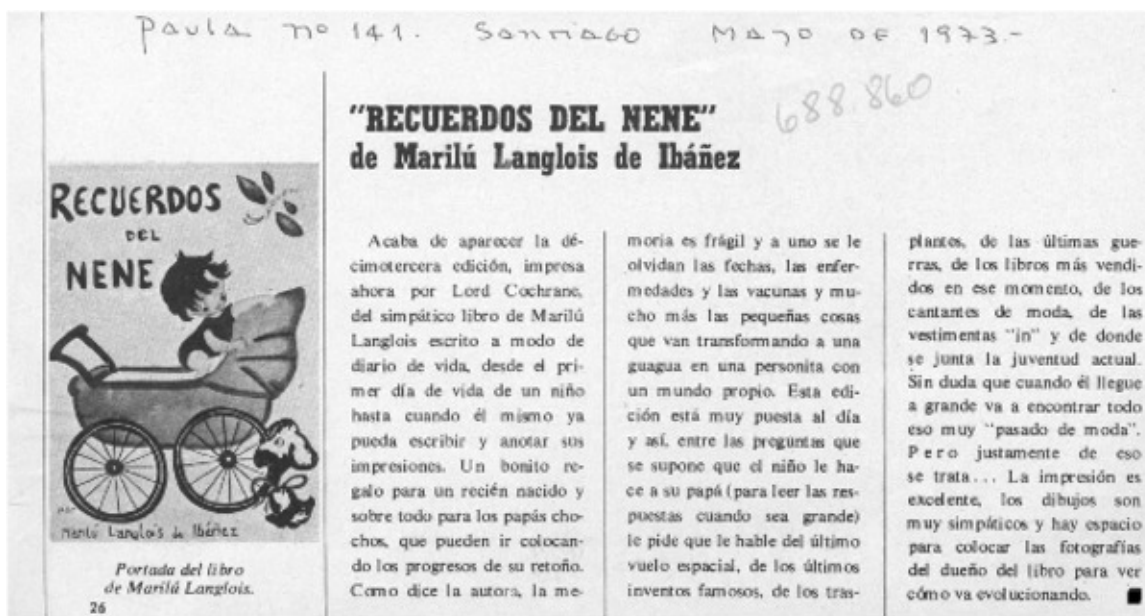 Paula nº 141. Santiago Mayo DE 1973.-
688.860
"RECUERDOS DEL NENE"
de Marilú Langlois de Ibáñez
RECUERDOS
DEL
NENE
Marilú Langlois de Ibáñez
Portada del libro
de Marilú Langlois.
26
Acaba de aparecer la dé-
cimotercera edición, impresa
ahora por Lord Cochrane,
del simpático libro de Marilú
Langlois escrito a modo de
diario de vida, desde el pri-
mer día de vida de un niño
hasta cuando él mismo ya
pueda escribir y anotar sus
impresiones. Un bonito re-
galo para un recién nacido y
sobre todo para los papás cho-
chos, que pueden ir colocan-
do los progresos de su retoño.
Como dice la autora, la me-
moria es frágil y a uno se le
olvidan las fechas, las enfer-
medades y las vacunas y mu-
cho más las pequeñas cosas
que van transformando a una
guagua en una personita con
un mundo propio. Esta edi-
ción está muy puesta al día
y así, entre las preguntas que
se supone que el niño le ha-
ce a su papá (para leer las res-
puestas cuando sea grande)
le pide que le hable del último
vuelo espacial, de los últimos
inventos famosos, de los tras-
plantes, de las últimas gue-
rras, de los libros más vendi-
dos en ese momento, de los
cantantes de moda, de las
vestimentas "in" y de donde
se junta la juventud actual.
Sin duda que cuando él llegue
a grande va a encontrar todo
eso muy "pasado de moda".
Pero justamente de eso
se trata... La impresión es
excelente, los dibujos son
muy simpáticos y hay espacio
para colocar las fotografías
del dueño del libro para ver
cómo va evolucionando.